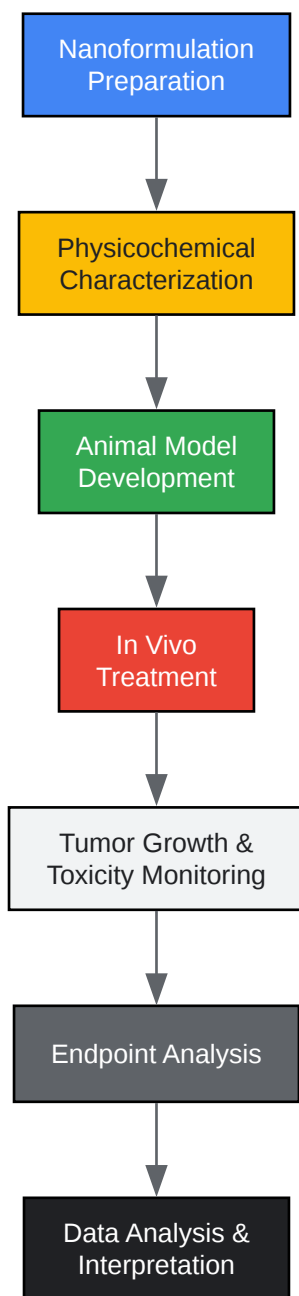 Nanoformulation
Preparation
Physicochemical
Characterization
Animal Model
Development
In Vivo
Treatment
Tumor Growth &
Toxicity Monitoring
Endpoint Analysis
Data Analysis &
Interpretation